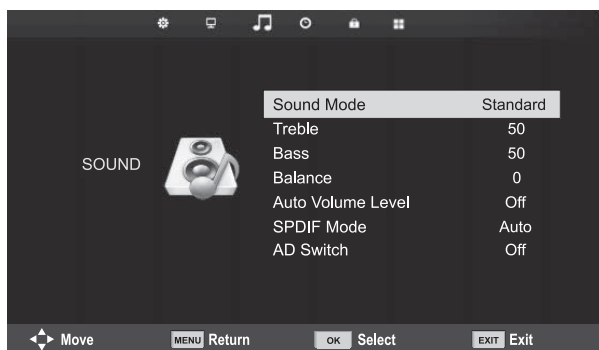 Sound Mode Standard
Treble 50
Bass 50
SOUND
Balance 0
Auto Volume Level Off
SPDIF Mode Auto
AD Switch Off
Move MENU Return OK Select EXIT Exit